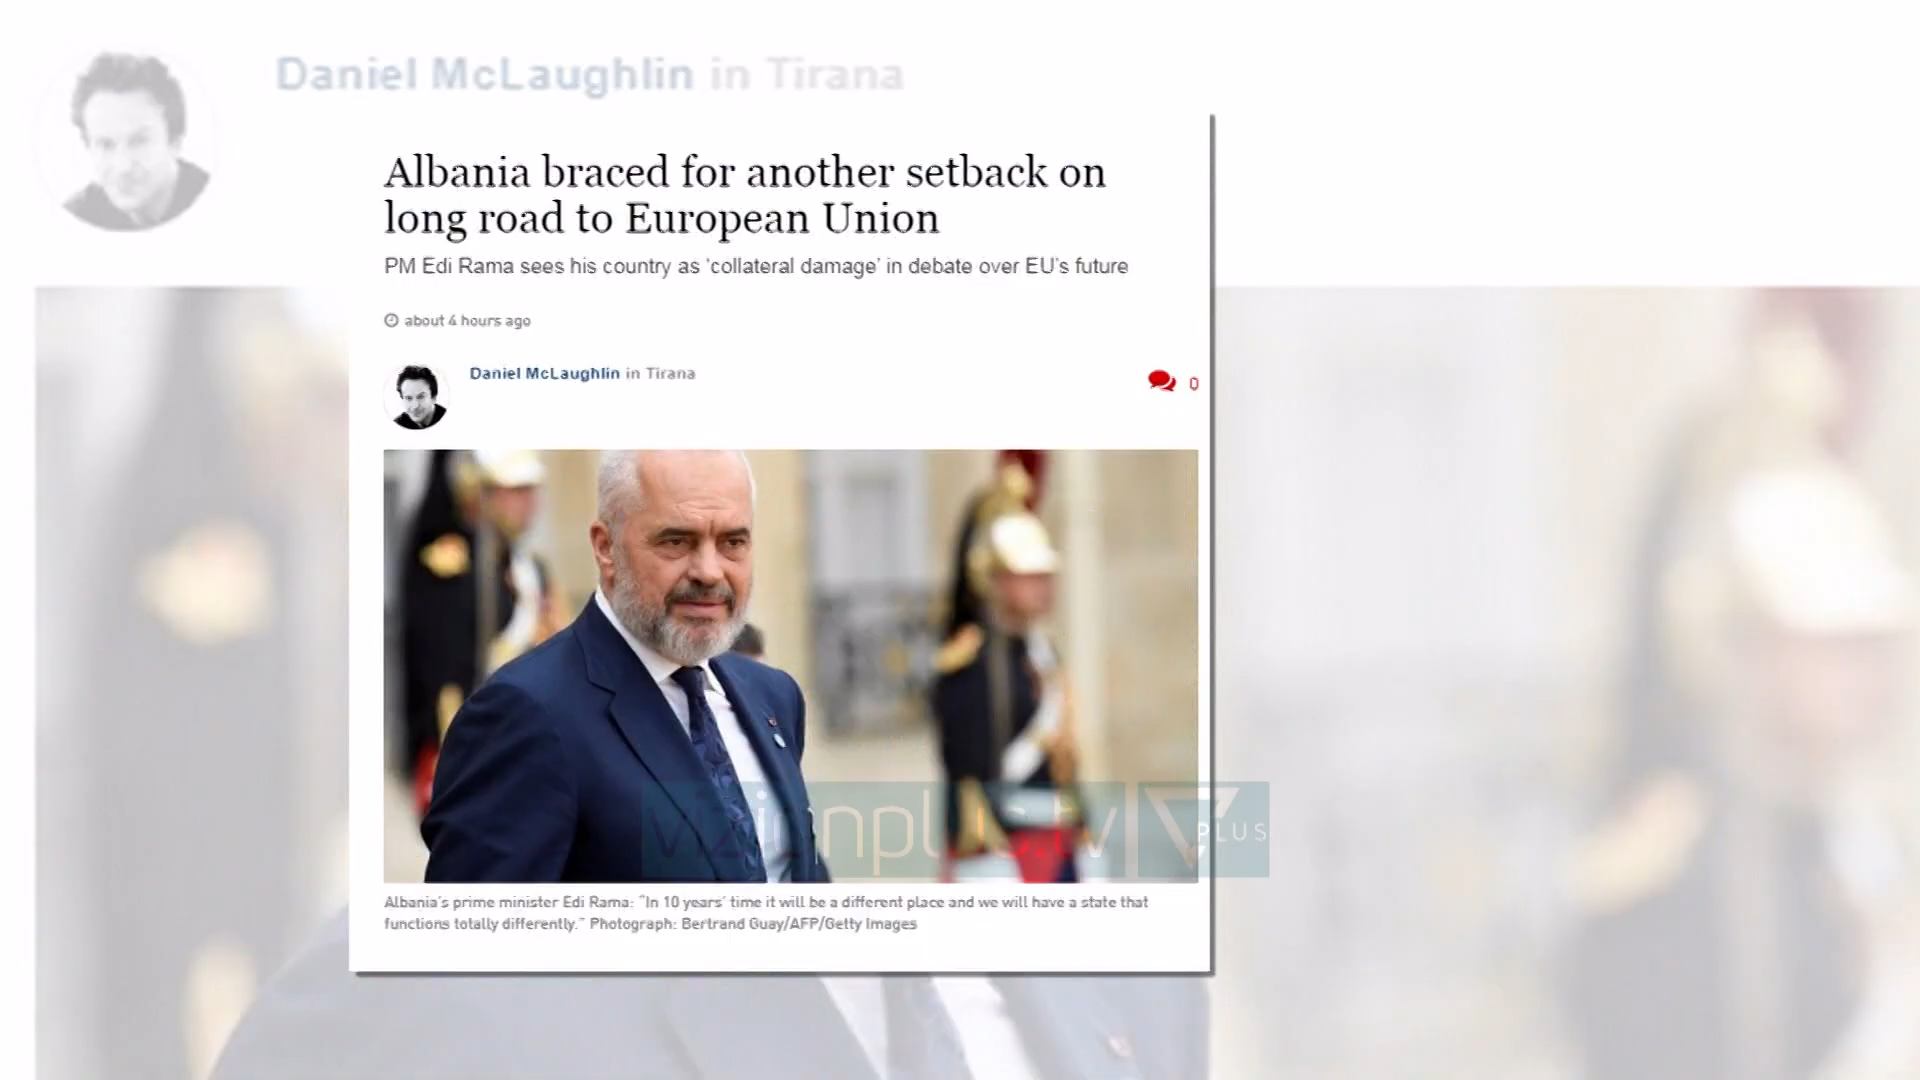 Daniel McLaughlin in Tirana
Albania braced for another setback on
long road to European Union
PM Edi Rama sees his country as ‘collateral damage’ in debate over EU’s future
about 4 hours ago
Daniel McLaughlin in Tirana
0
vizionplus.tv
PLUS
Albania’s prime minister Edi Rama: “In 10 years’ time it will be a different place and we will have a state that
functions totally differently.” Photograph: Bertrand Guay/AFP/Getty Images